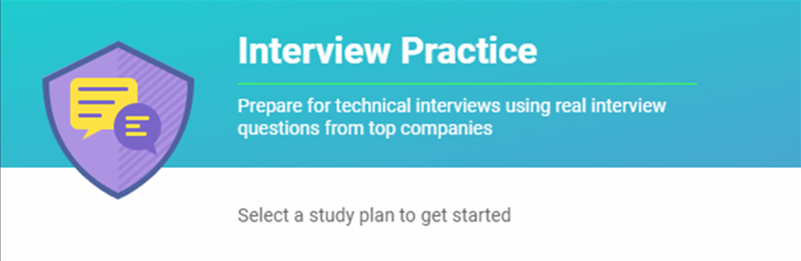 Interview Practice
Prepare for technical interviews using real interview
questions from top companies
Select a study plan to get started